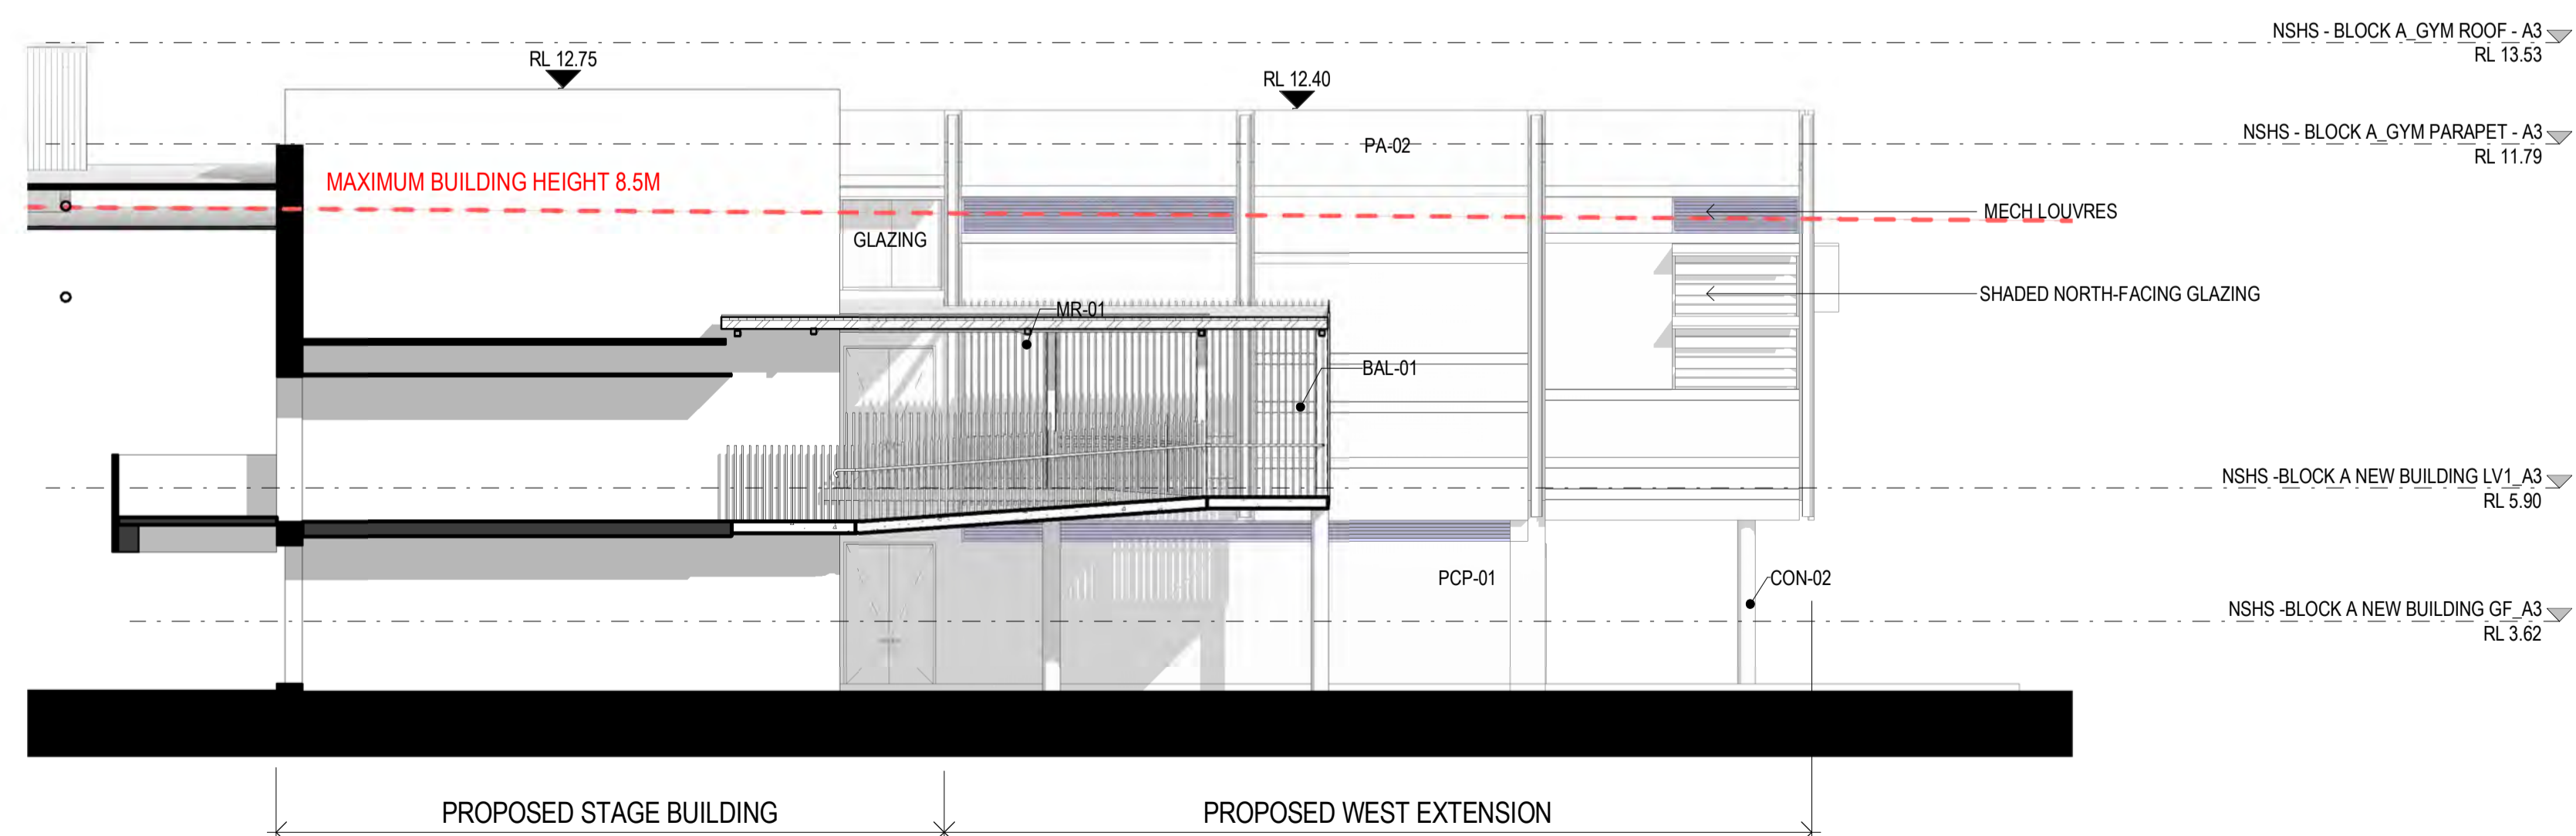 NSHS - BLOCK A_GYM ROOF - A3
RL 13.53
RL 12.75
RL 12.40
NSHS - BLOCK A_GYM PARAPET - A3
RL 11.79
PA-02
MAXIMUM BUILDING HEIGHT 8.5M
MECH LOUVRES
GLAZING
SHADED NORTH-FACING GLAZING
MR-01
BAL-01
NSHS -BLOCK A NEW BUILDING LV1_A3
RL 5.90
PCP-01
CON-02
NSHS -BLOCK A NEW BUILDING GF_A3
RL 3.62
PROPOSED STAGE BUILDING
PROPOSED WEST EXTENSION